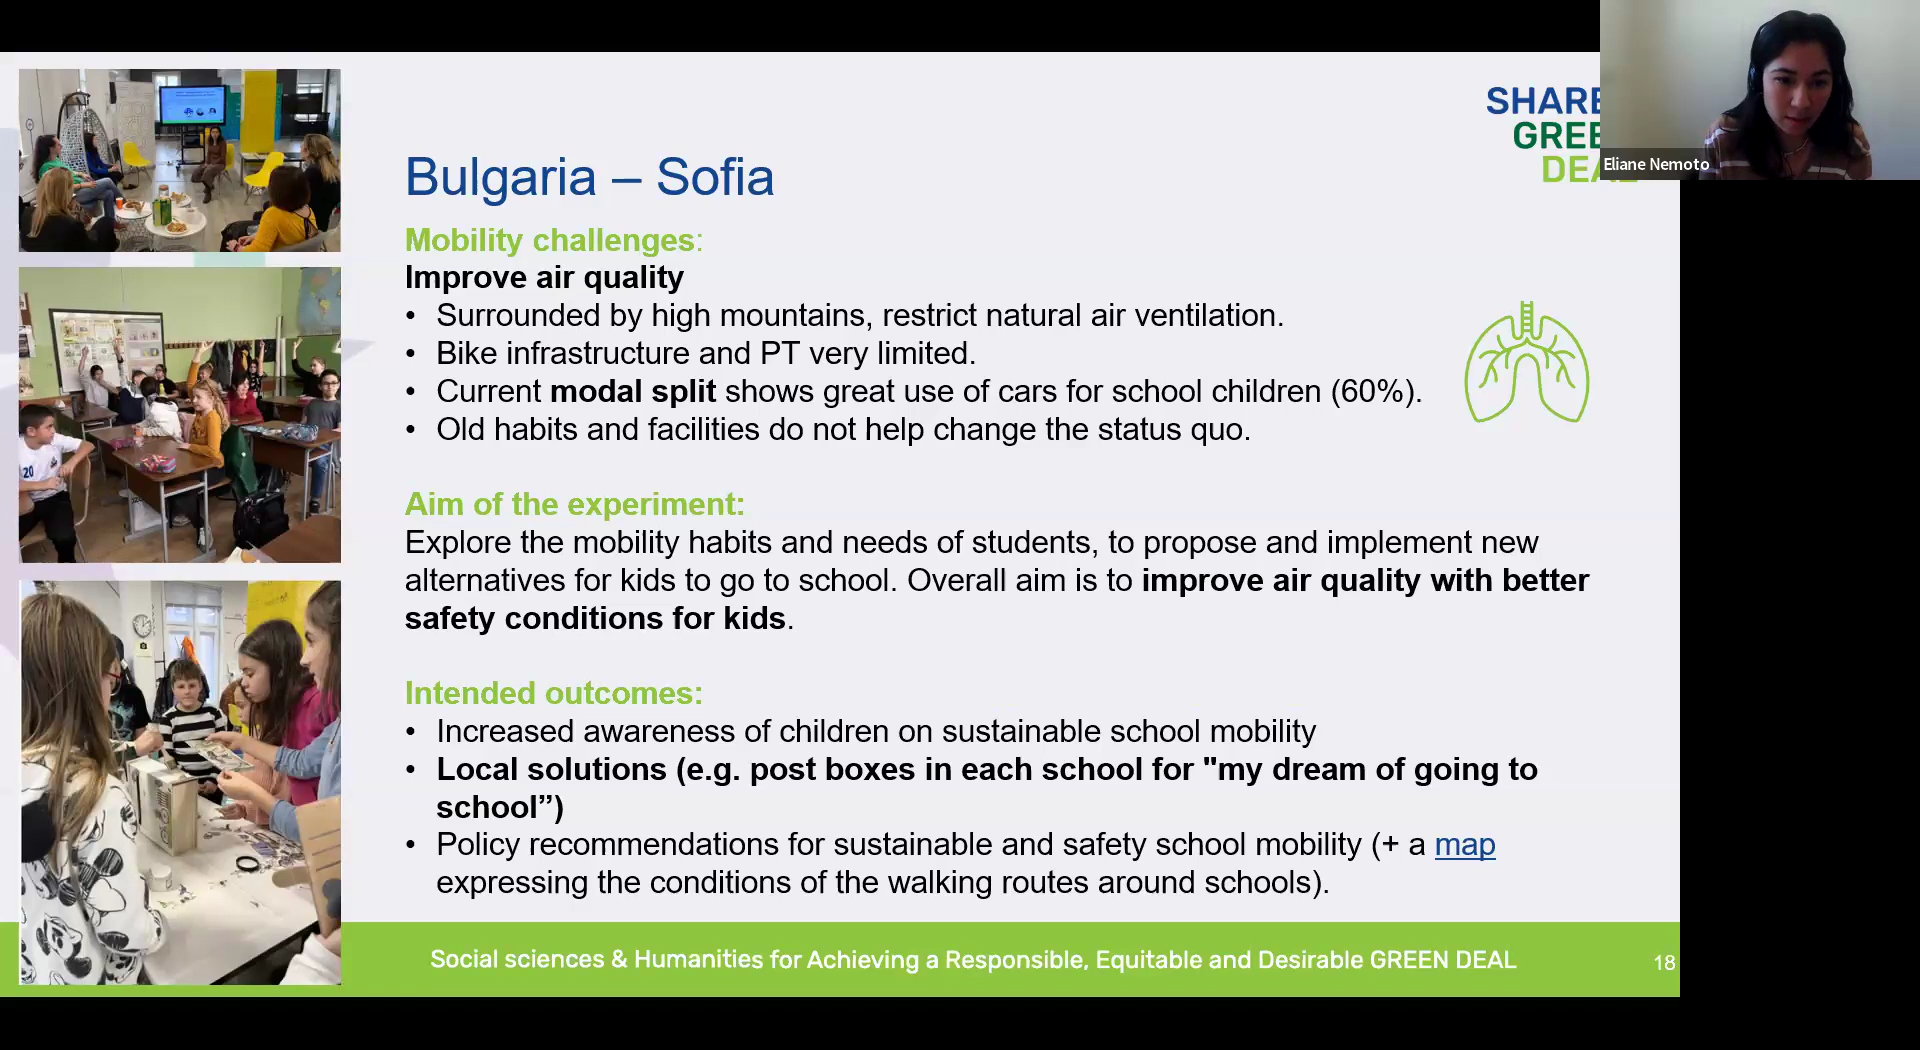 SHARE
GREE
DEAL
Eliane Nemoto
Bulgaria – Sofia
Mobility challenges:
Improve air quality
• Surrounded by high mountains, restrict natural air ventilation.
• Bike infrastructure and PT very limited.
• Current modal split shows great use of cars for school children (60%).
• Old habits and facilities do not help change the status quo.
Aim of the experiment:
Explore the mobility habits and needs of students, to propose and implement new
alternatives for kids to go to school. Overall aim is to improve air quality with better
safety conditions for kids.
Intended outcomes:
• Increased awareness of children on sustainable school mobility
• Local solutions (e.g. post boxes in each school for "my dream of going to
school”)
• Policy recommendations for sustainable and safety school mobility (+ a map
expressing the conditions of the walking routes around schools).
20
Social sciences & Humanities for Achieving a Responsible, Equitable and Desirable GREEN DEAL
18